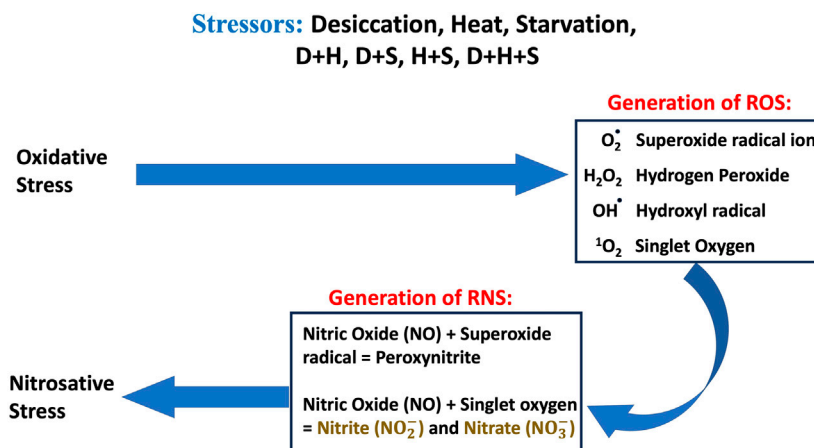 Stressors: Desiccation, Heat, Starvation,
D+H, D+S, H+S, D+H+S
Generation of ROS:
Oxidative
Stress
O₂• Superoxide radical ion
H₂O₂ Hydrogen Peroxide
OH• Hydroxyl radical
¹O₂ Singlet Oxygen
Generation of RNS:
Nitric Oxide (NO) + Superoxide
radical = Peroxynitrite
Nitric Oxide (NO) + Singlet oxygen
= Nitrite (NO₂⁻) and Nitrate (NO₃⁻)
Nitrosative
Stress